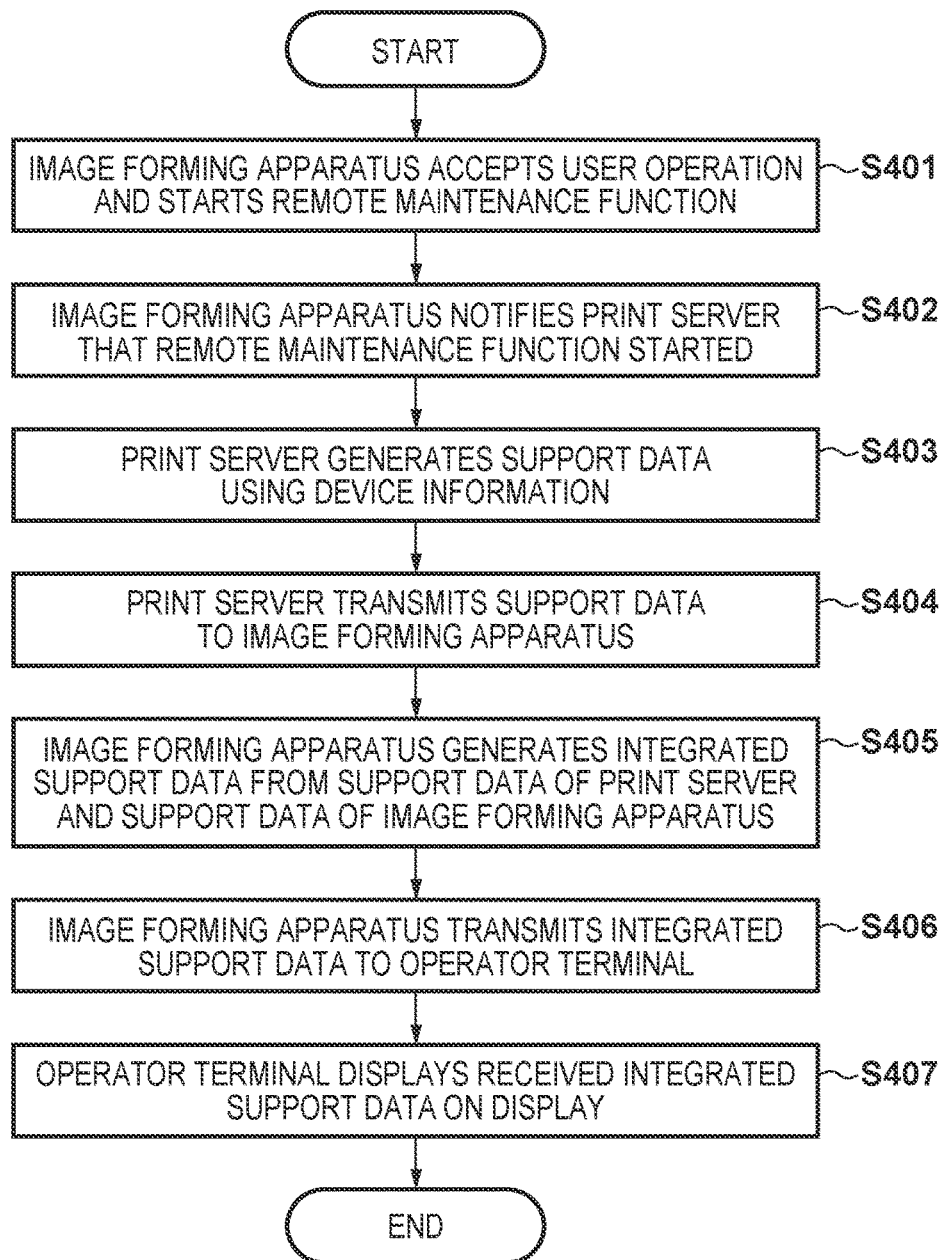 START
IMAGE FORMING APPARATUS ACCEPTS USER OPERATION
AND STARTS REMOTE MAINTENANCE FUNCTION
S401
IMAGE FORMING APPARATUS NOTIFIES PRINT SERVER
THAT REMOTE MAINTENANCE FUNCTION STARTED
S402
PRINT SERVER GENERATES SUPPORT DATA
USING DEVICE INFORMATION
S403
PRINT SERVER TRANSMITS SUPPORT DATA
TO IMAGE FORMING APPARATUS
S404
IMAGE FORMING APPARATUS GENERATES INTEGRATED
SUPPORT DATA FROM SUPPORT DATA OF PRINT SERVER
AND SUPPORT DATA OF IMAGE FORMING APPARATUS
S405
IMAGE FORMING APPARATUS TRANSMITS INTEGRATED
SUPPORT DATA TO OPERATOR TERMINAL
S406
OPERATOR TERMINAL DISPLAYS RECEIVED INTEGRATED
SUPPORT DATA ON DISPLAY
S407
END